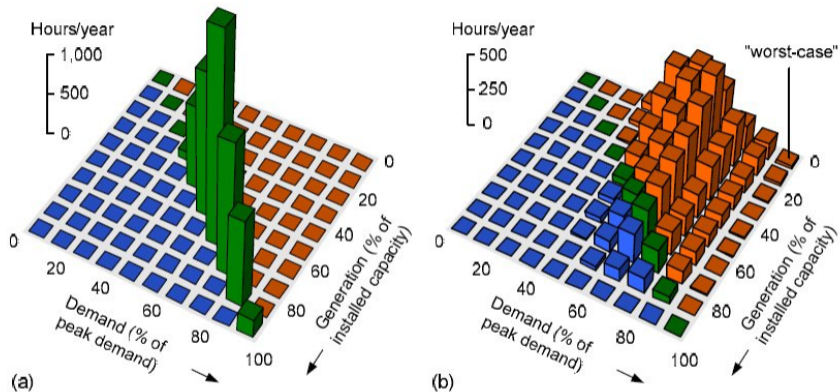 Hours/year
1,000
500
0
0
20
40
60
80
100
Demand (% of
peak demand)
0
20
40
60
80
Generation (% of
installed capacity)
(a)
Hours/year
500
250
0
"worst-case"
0
20
40
60
80
100
Demand (% of
peak demand)
0
20
40
60
80
Generation (% of
installed capacity)
(b)